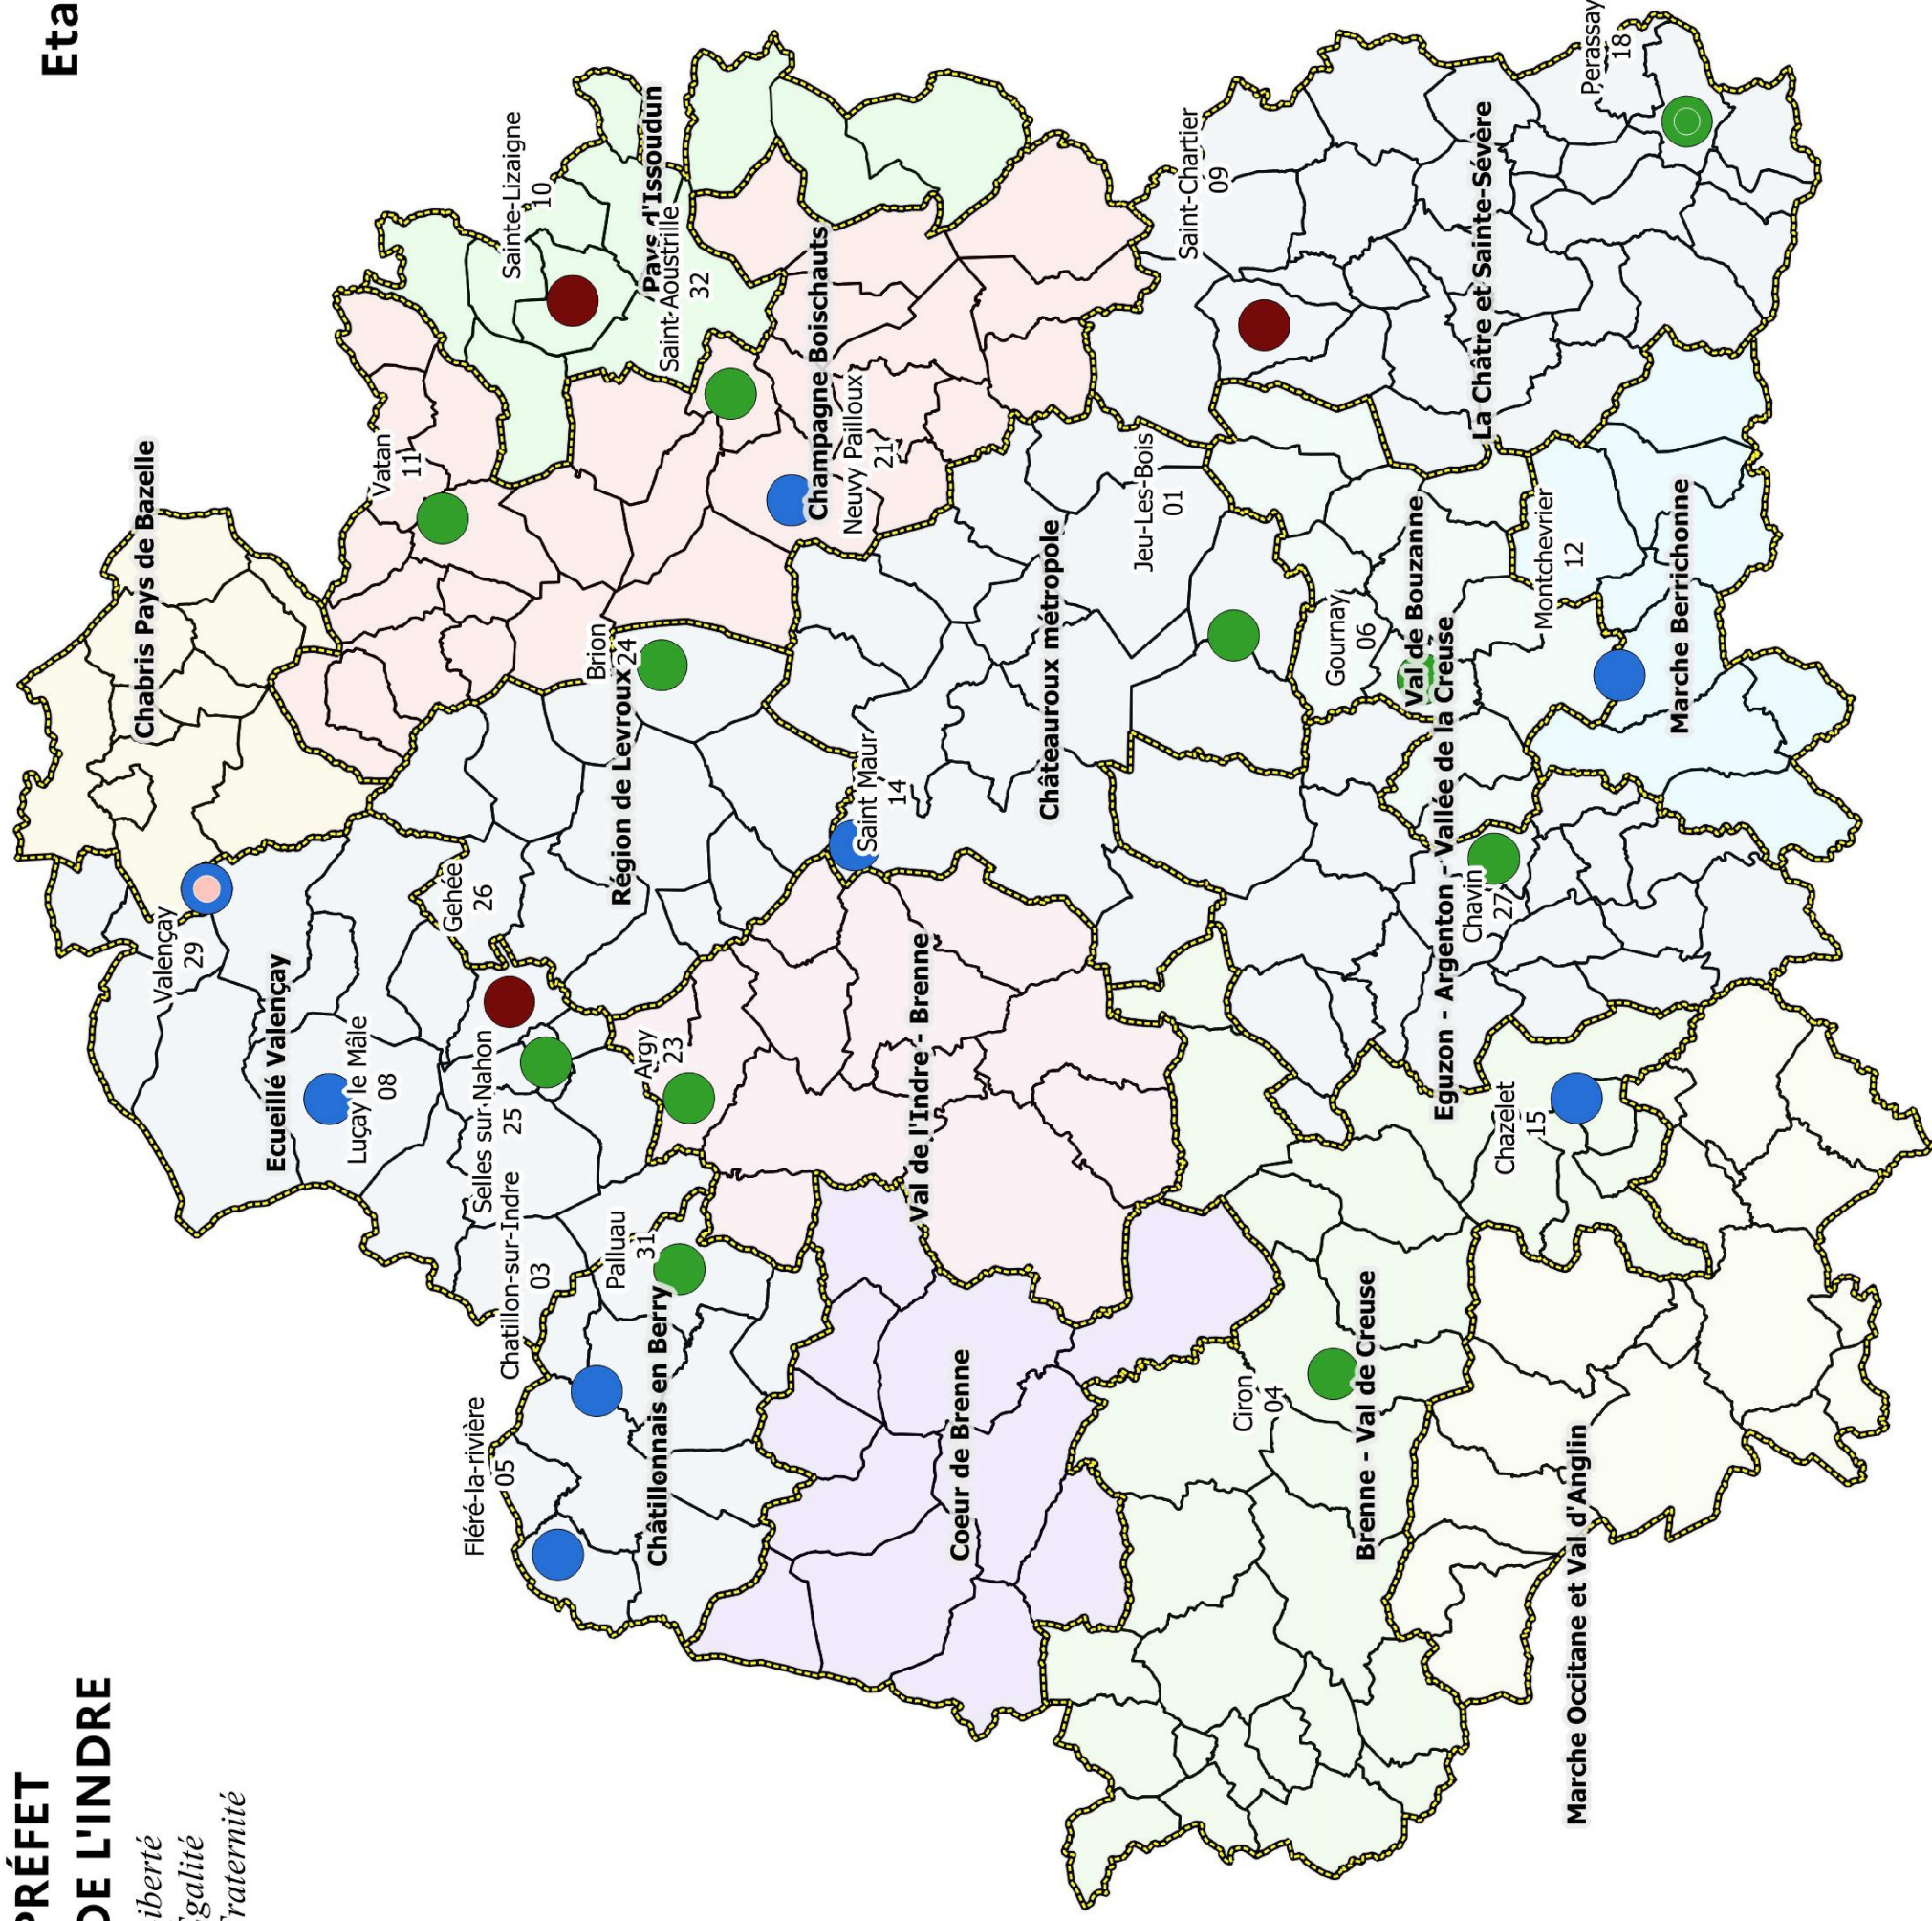 PRÉFET
DE L'INDRE
iberté
galité
raternité
Eta
Chabris Pays de Bazelle
Valençay
29
Ecueillé Valençay
Luçay le Mâle
08
Vatan
11
Gehée
26
Fléré-la-rivière
05
Selles sur Nahon
25
Chatillon-sur-Indre
03
Sainte-Lizaigne
10
Brion
24
Région de Levroux
Palluau
31
Argy
23
Châtillonnais en Berry
Pays d'Issoudun
Saint-Aoustrille
32
Champagne Boischauts
Neuvy Pailloux
21
Saint Maur
14
Val de l'Indre - Brenne
Coeur de Brenne
Châteauroux métropole
Jeu-Les-Bois
01
Saint-Chartier
09
Ciron
04
Gournay
06
Brenne - Val de Creuse
Val de Bouzanne
Eguzon - Argenton - Vallée de la Creuse
Chavin
27
La Châtre et Sainte-Sévère
Chazelet
15
Montchevrier
12
Marche Occitane et Val d'Anglin
Perassay
18
Marche Berrichonne